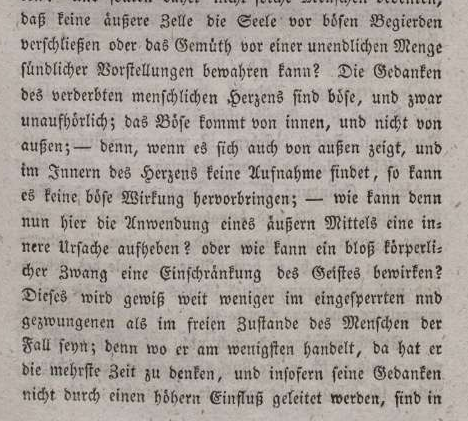 daß keine äußere Zelle die Seele vor bösen Begierden
verschließen oder das Gemüth vor einer unendlichen Menge
sündlicher Vorstellungen bewahren kann? Die Gedanken
des verderbten menschlichen Herzens sind böse, und zwar
unaufhörlich; das Böse kommt von innen, und nicht von
außen; — denn, wenn es sich auch von außen zeigt, und
im Innern des Herzens keine Aufnahme findet, so kann
es keine böse Wirkung hervorbringen; — wie kann denn
nun hier die Anwendung eines äußern Mittels eine in⸗
nere Ursache aufheben? oder wie kann ein bloß körperli⸗
cher Zwang eine Einschränkung des Geistes bewirken?
Dieses wird gewiß weit weniger im eingesperrten nnd
gezwungenen als im freien Zustande des Menschen der
Fall seyn; denn wo er am wenigsten handelt, da hat er
die mehrste Zeit zu denken, und insofern seine Gedanken
nicht durch einen höhern Einfluß geleitet werden, sind in